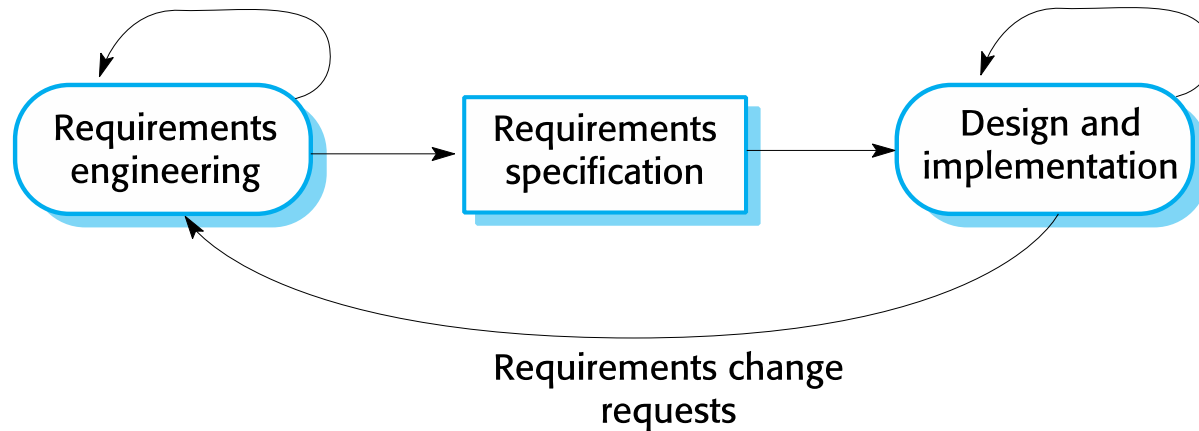 Requirements
engineering
Requirements
specification
Design and
implementation
Requirements change
requests